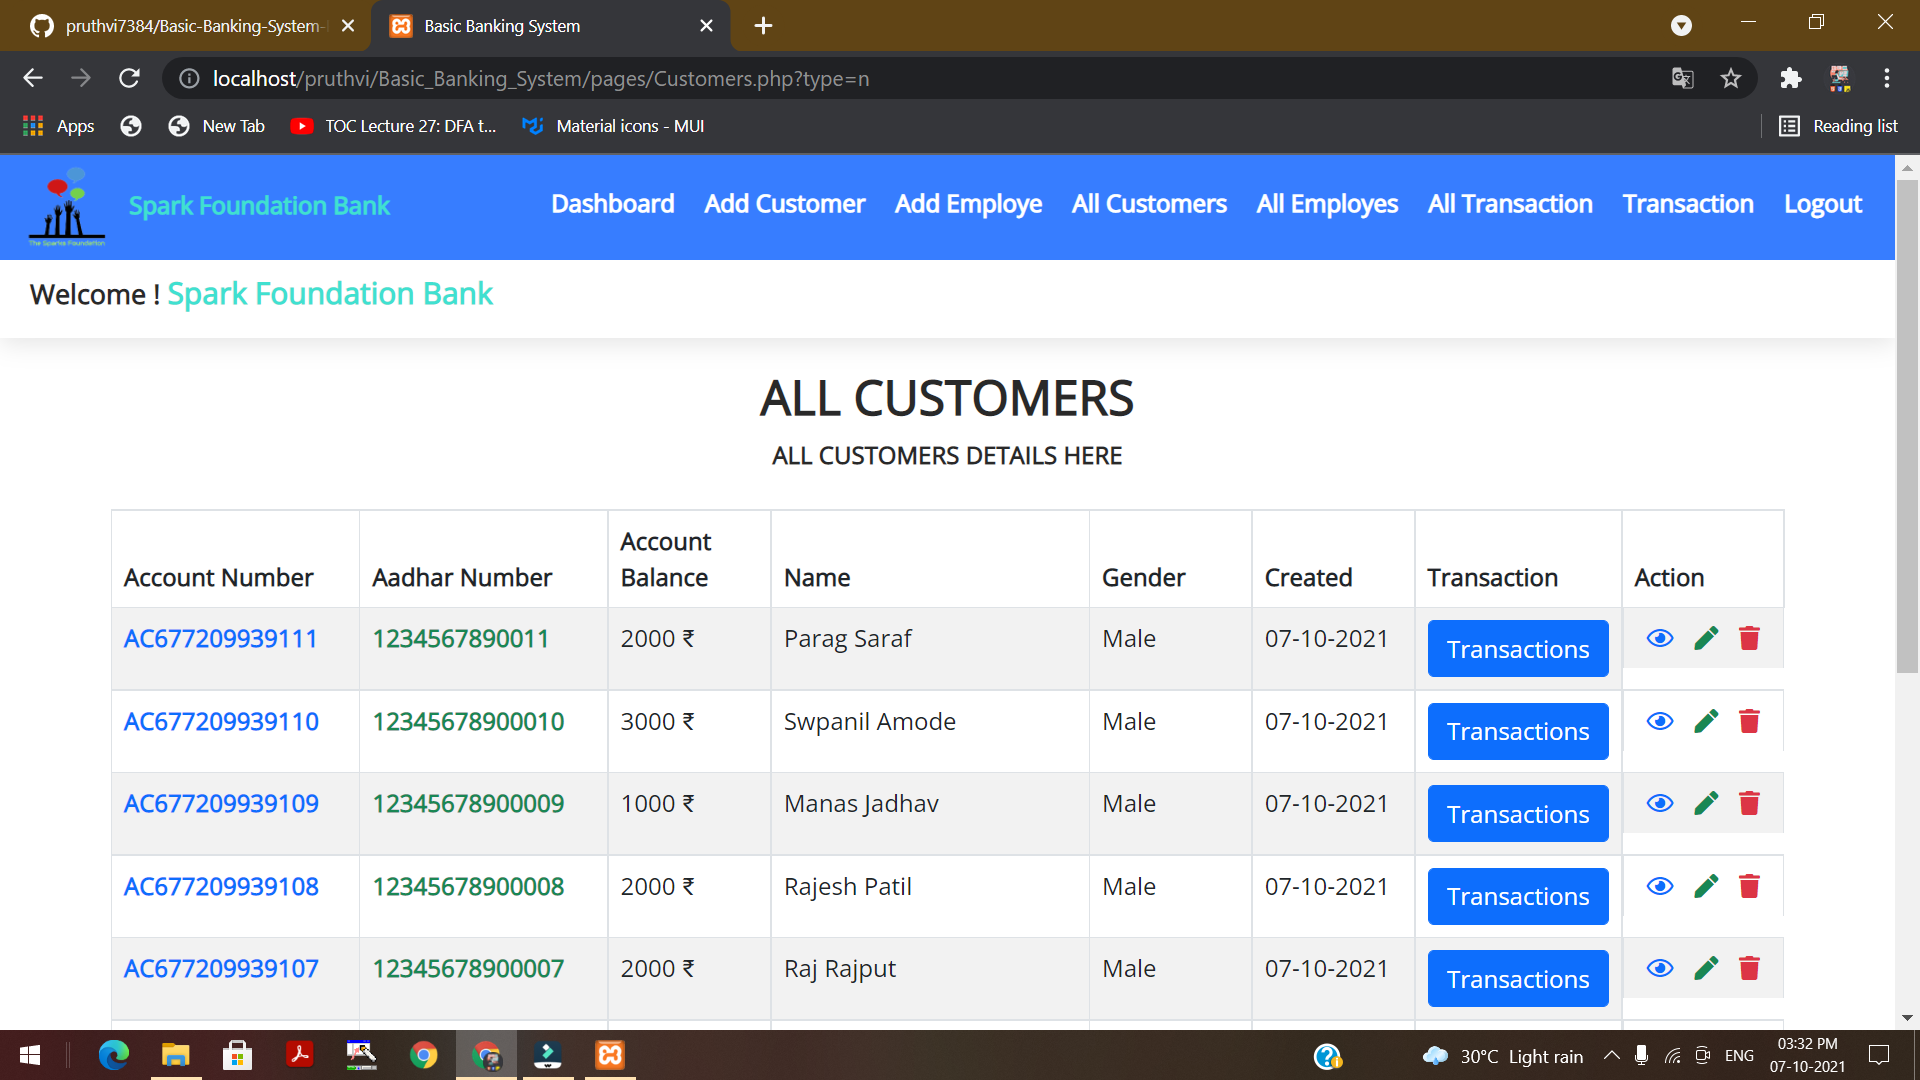 pruthvi7384/Basic-Banking-System-
Basic Banking System
localhost/pruthvi/Basic_Banking_System/pages/Customers.php?type=n
Apps New Tab TOC Lecture 27: DFA t... Material icons - MUI Reading list
The Sparks Foundation
Spark Foundation Bank Dashboard Add Customer Add Employe All Customers All Employes All Transaction Transaction Logout
Welcome ! Spark Foundation Bank
ALL CUSTOMERS
ALL CUSTOMERS DETAILS HERE
Account Number Aadhar Number Account Balance Name Gender Created Transaction Action
AC677209939111 1234567890011 2000 ₹ Parag Saraf Male 07-10-2021 Transactions
AC677209939110 12345678900010 3000 ₹ Swpanil Amode Male 07-10-2021 Transactions
AC677209939109 12345678900009 1000 ₹ Manas Jadhav Male 07-10-2021 Transactions
AC677209939108 12345678900008 2000 ₹ Rajesh Patil Male 07-10-2021 Transactions
AC677209939107 12345678900007 2000 ₹ Raj Rajput Male 07-10-2021 Transactions
30°C Light rain ENG 03:32 PM
07-10-2021